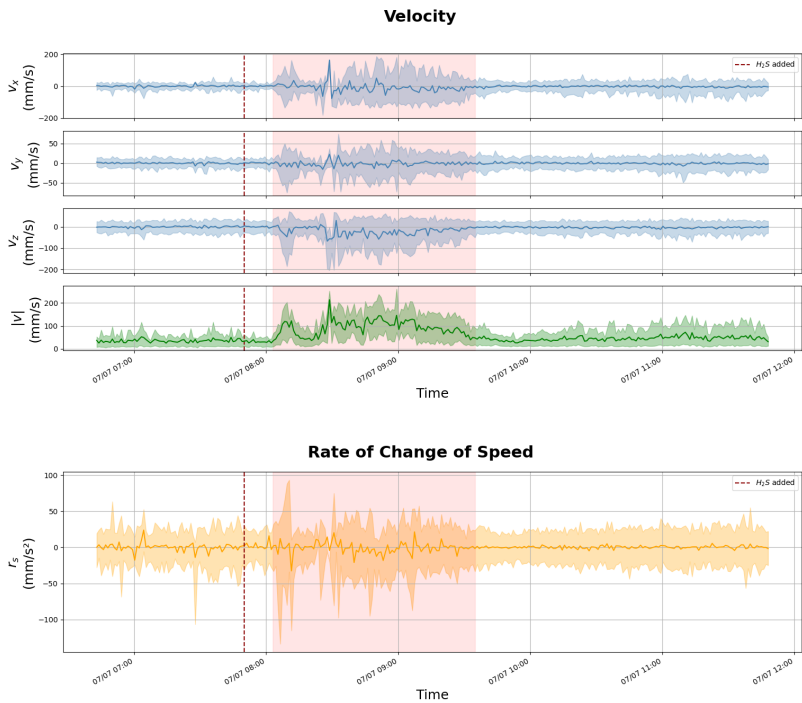 Velocity
200
0
−200
vx
(mm/s)
H2S added
50
0
−50
vy
(mm/s)
0
−100
−200
vz
(mm/s)
200
100
0
|v|
(mm/s)
07/07 07:00
07/07 08:00
07/07 09:00
07/07 10:00
07/07 11:00
07/07 12:00
Time
Rate of Change of Speed
100
50
0
−50
−100
rs
(mm/s²)
H2S added
07/07 07:00
07/07 08:00
07/07 09:00
07/07 10:00
07/07 11:00
07/07 12:00
Time